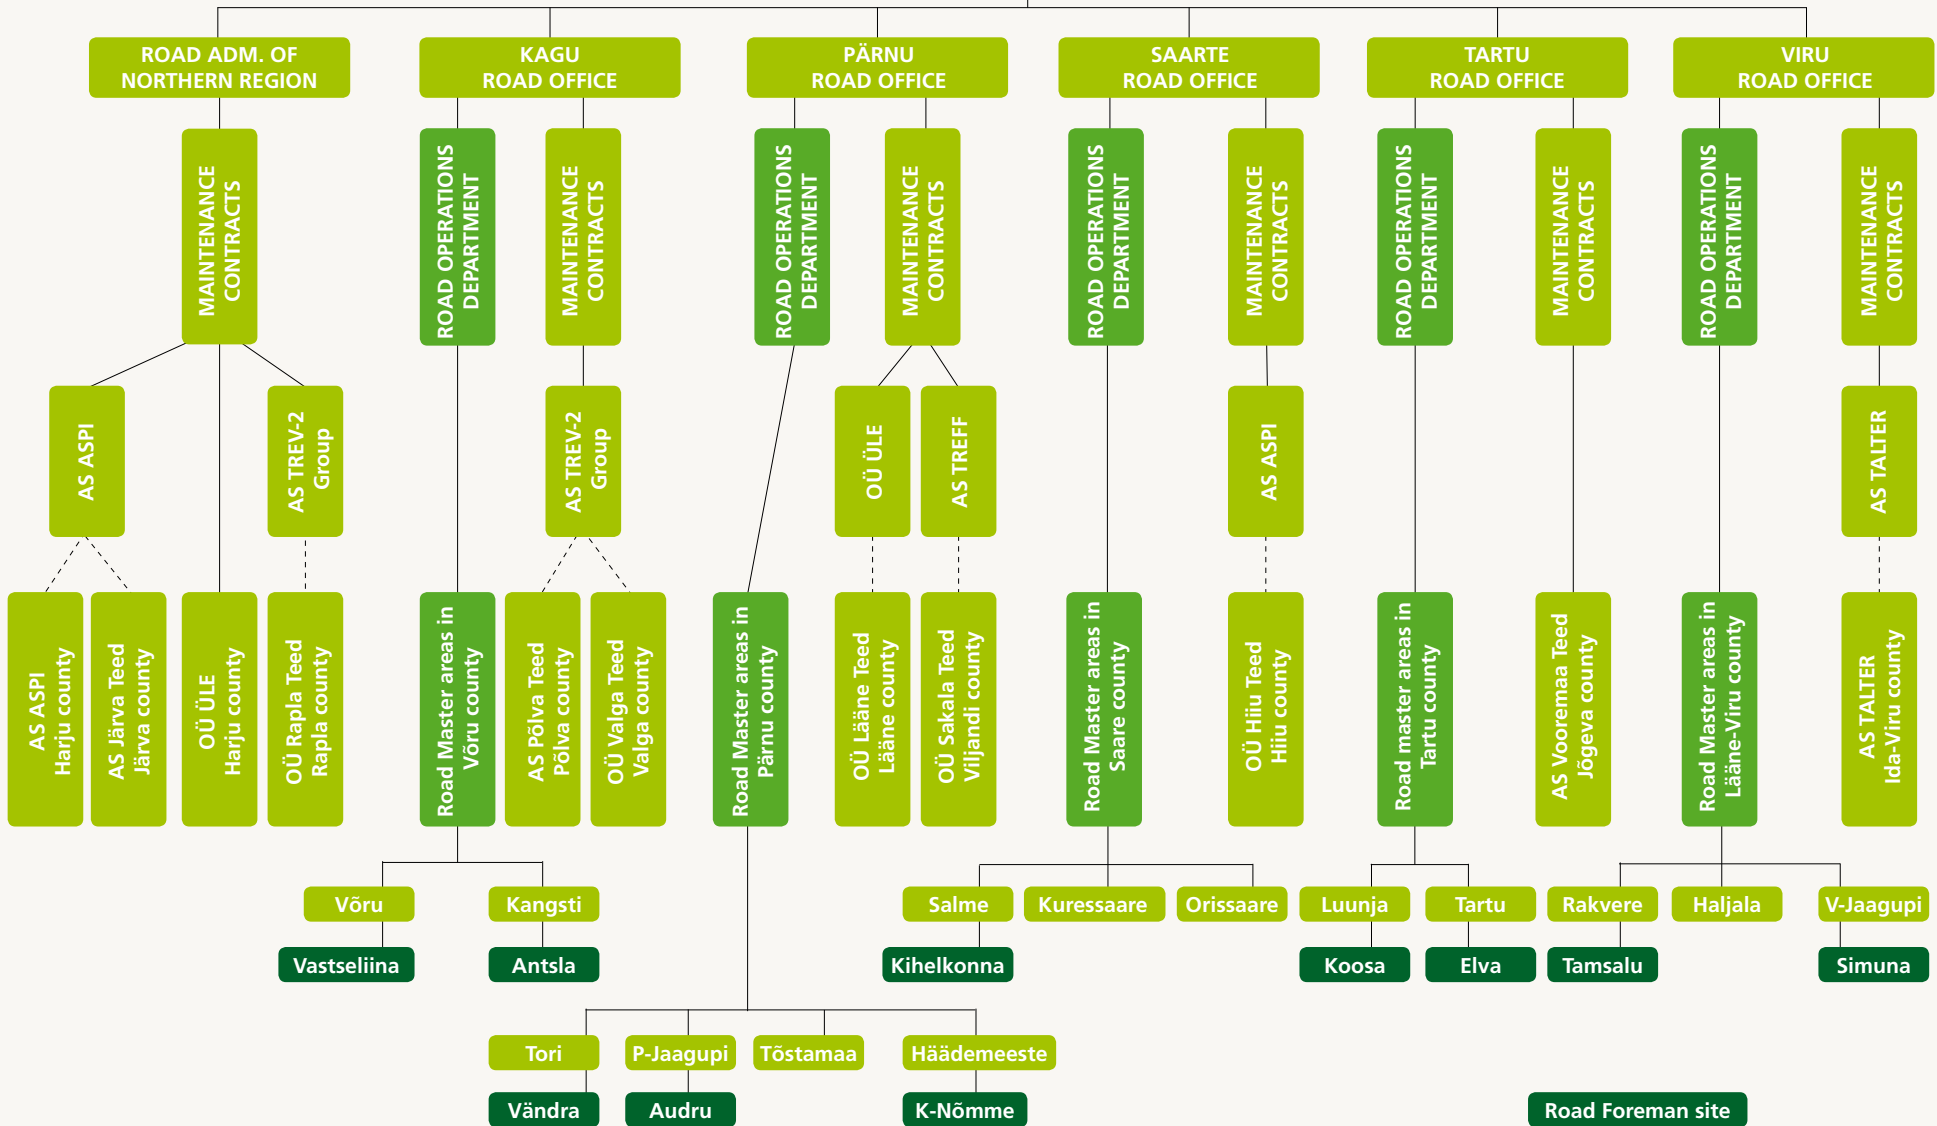 ROAD ADM. OF
NORTHERN REGION
KAGU
ROAD OFFICE
PÄRNU
ROAD OFFICE
SAARTE
ROAD OFFICE
TARTU
ROAD OFFICE
VIRU
ROAD OFFICE
MAINTENANCE
CONTRACTS
ROAD OPERATIONS
DEPARTMENT
MAINTENANCE
CONTRACTS
ROAD OPERATIONS
DEPARTMENT
MAINTENANCE
CONTRACTS
ROAD OPERATIONS
DEPARTMENT
MAINTENANCE
CONTRACTS
ROAD OPERATIONS
DEPARTMENT
MAINTENANCE
CONTRACTS
ROAD OPERATIONS
DEPARTMENT
MAINTENANCE
CONTRACTS
AS ASPI
AS TREV-2
Group
AS TREV-2
Group
OÜ ÜLE
AS TREFF
AS ASPI
AS TALTER
AS ASPI
Harju county
AS Järva Teed
Järva county
OÜ ÜLE
Harju county
OÜ Rapla Teed
Rapla county
Road Master areas in
Võru county
AS Põlva Teed
Põlva county
OÜ Valga Teed
Valga county
Road Master areas in
Pärnu county
OÜ Lääne Teed
Lääne county
OÜ Sakala Teed
Viljandi county
Road Master areas in
Saare county
OÜ Hiiu Teed
Hiiu county
Road master areas in
Tartu county
AS Vooremaa Teed
Jõgeva county
Road Master areas in
Lääne-Viru county
AS TALTER
Ida-Viru county
Võru
Kangsti
Salme
Kuressaare
Orissaare
Luunja
Tartu
Rakvere
Haljala
V-Jaagupi
Vastseliina
Antsla
Kihelkonna
Koosa
Elva
Tamsalu
Simuna
Tori
P-Jaagupi
Tõstamaa
Häädemeeste
Vändra
Audru
K-Nõmme
Road Foreman site